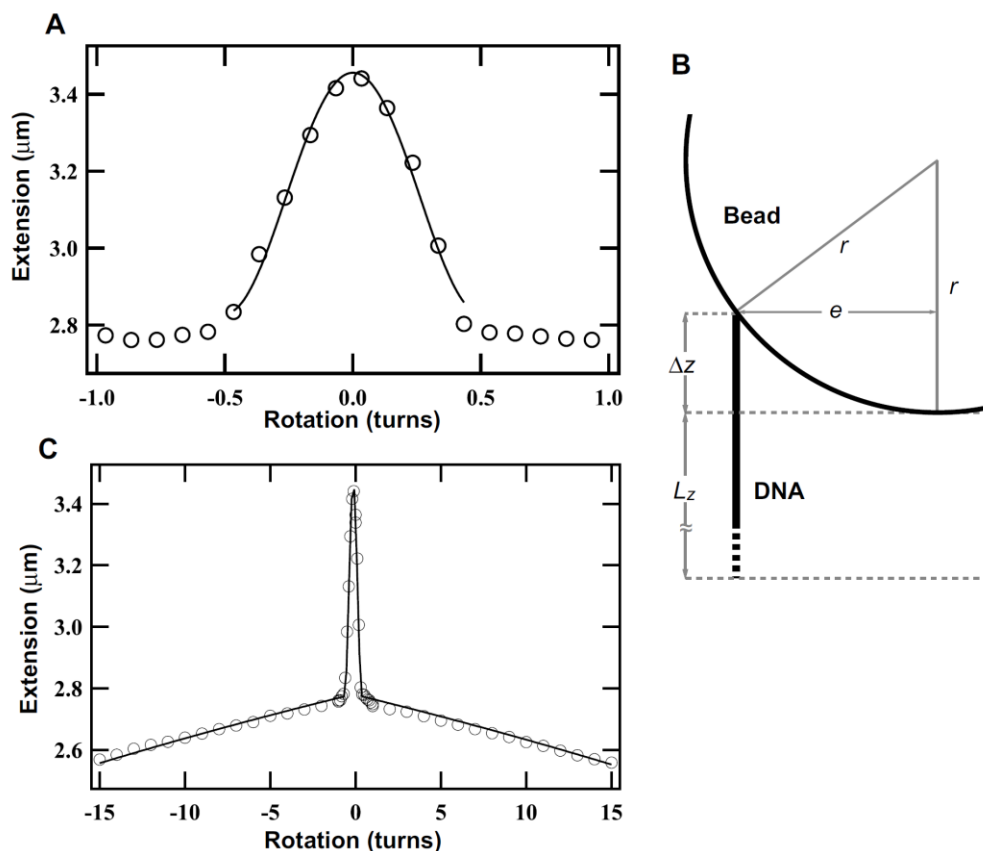 A
Extension (μm)
3.4
3.2
3.0
2.8
-1.0
-0.5
0.0
0.5
1.0
Rotation (turns)
B
Bead
r
r
e
Δz
Lz
DNA
C
Extension (μm)
3.4
3.2
3.0
2.8
2.6
-15
-10
-5
0
5
10
15
Rotation (turns)